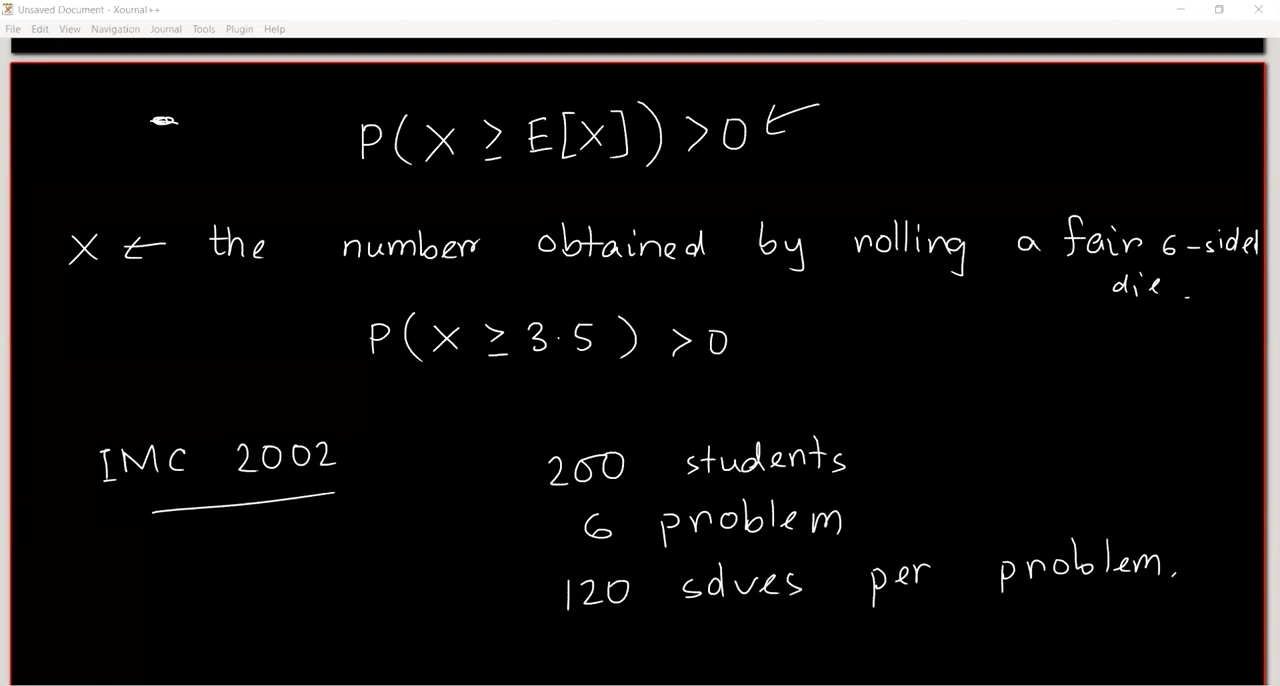 Unsaved Document - Xournal++
File Edit View Navigation Journal Tools Plugin Help
P(X ≥ E[X]) > 0 ←
X ← the number obtained by rolling a fair 6-sided
die.
P(X ≥ 3.5) > 0
IMC 2002 200 students
6 problem
120 solves per problem.